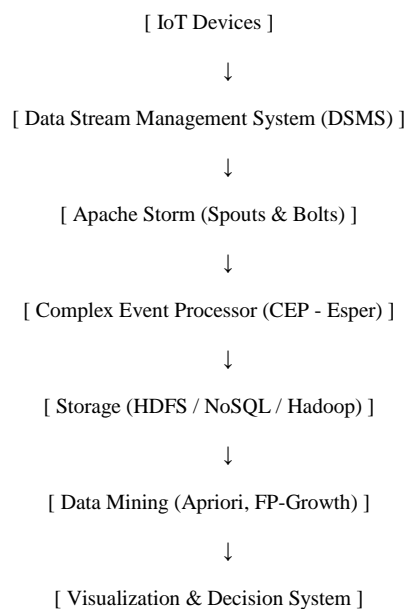 [ IoT Devices ]
↓
[ Data Stream Management System (DSMS) ]
↓
[ Apache Storm (Spouts & Bolts) ]
↓
[ Complex Event Processor (CEP - Esper) ]
↓
[ Storage (HDFS / NoSQL / Hadoop) ]
↓
[ Data Mining (Apriori, FP-Growth) ]
↓
[ Visualization & Decision System ]